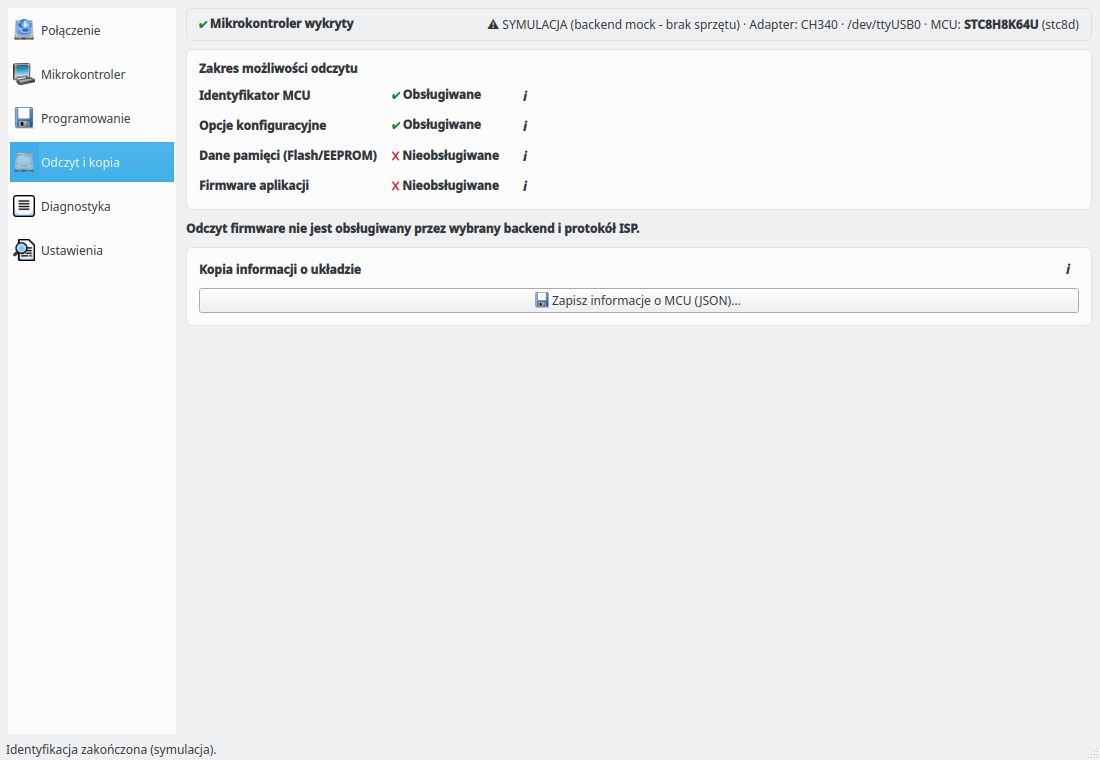 Połączenie
Mikrokontroler
Programowanie
Odczyt i kopia
Diagnostyka
Ustawienia
✔ Mikrokontroler wykryty
⚠ SYMULACJA (backend mock - brak sprzętu) · Adapter: CH340 · /dev/ttyUSB0 · MCU: STC8H8K64U (stc8d)
Zakres możliwości odczytu
Identyfikator MCU ✔ Obsługiwane i
Opcje konfiguracyjne ✔ Obsługiwane i
Dane pamięci (Flash/EEPROM) X Nieobsługiwane i
Firmware aplikacji X Nieobsługiwane i
Odczyt firmware nie jest obsługiwany przez wybrany backend i protokół ISP.
Kopia informacji o układzie i
Zapisz informacje o MCU (JSON)...
Identyfikacja zakończona (symulacja).